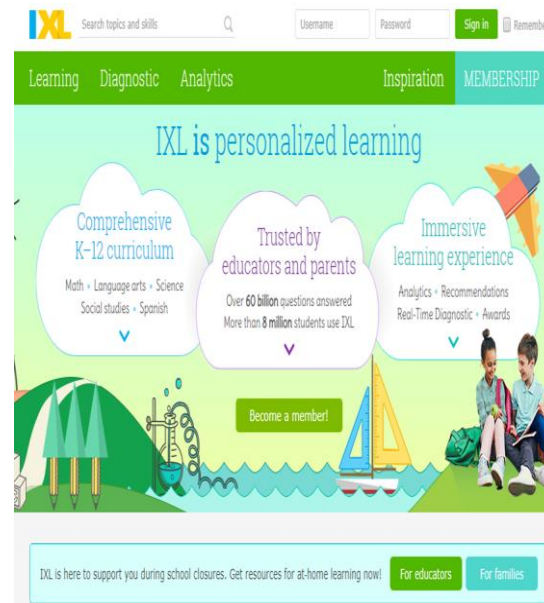 IXL
Search topics and skills
Username
Password
Sign in
Learning
Diagnostic
Analytics
Inspiration
MEMBERSHIP
IXL is personalized learning
Comprehensive
K–12 curriculum
Math • Language arts • Science
Social studies • Spanish
Trusted by
educators and parents
Over 60 billion questions answered
More than 8 million students use IXL
Immersive
learning experience
Analytics • Recommendations
Real-Time Diagnostic • Awards
Become a member!
IXL is here to support you during school closures. Get resources for at-home learning now!
For educators
For families